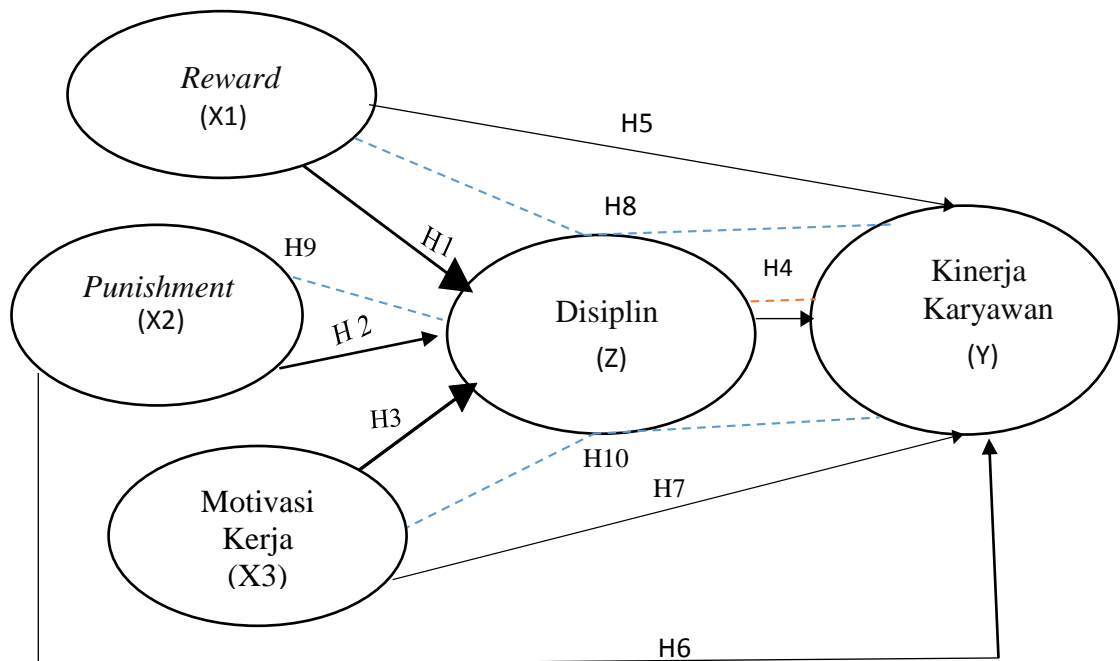 Reward
(X1)
H5
H8
H1
H9
Punishment
(X2)
H 2
H4
Disiplin
(Z)
Kinerja
Karyawan
(Y)
H3
H10
H7
Motivasi
Kerja
(X3)
H6